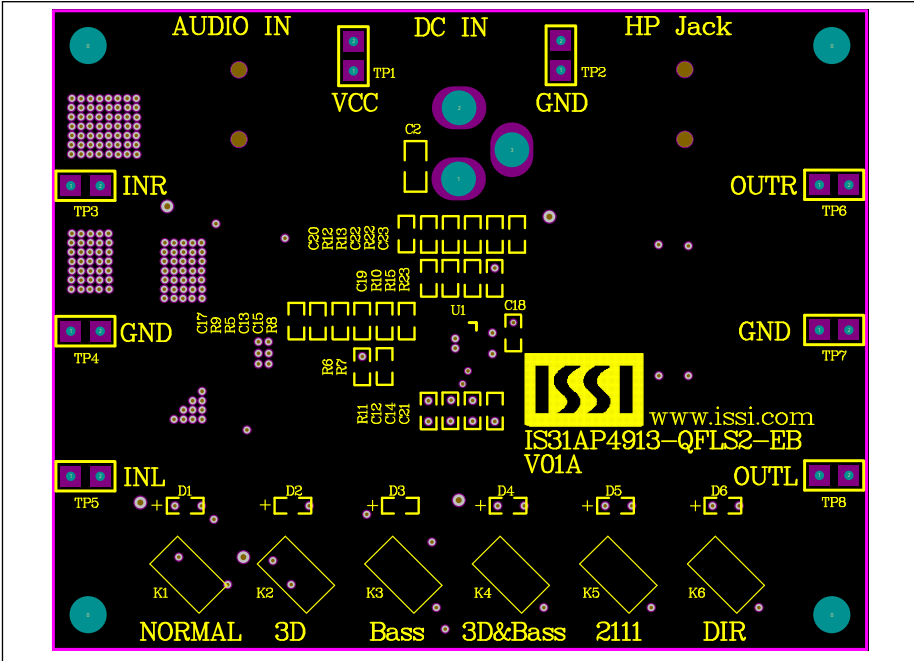 AUDIO IN
DC IN
HP Jack
TP1
TP2
VCC
GND
C2
INR
OUTR
TP3
TP6
C20
R12
R13
C22
R22
C23
C19
R10
R15
R23
U1
C18
C17
R9
R5
C13
C15
R8
GND
GND
TP4
TP7
R6
R7
ISSI
R11
C12
C14
C21
www.issi.com
IS31AP4913-QFLS2-EB
V01A
INL
OUTL
TP5
TP8
+ D1
+ D2
+ D3
+ D4
+ D5
+ D6
K1
K2
K3
K4
K5
K6
NORMAL
3D
Bass
3D&Bass
2111
DIR